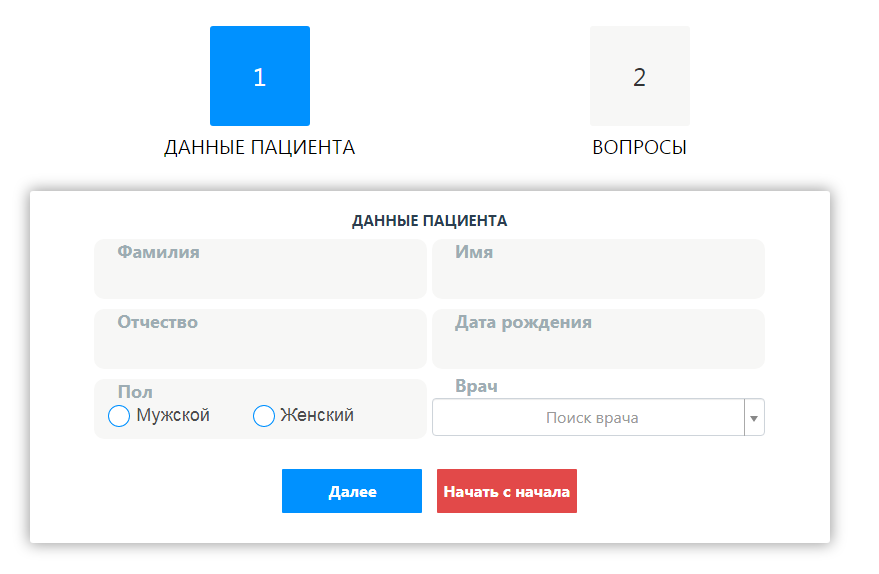 1
2
ДАННЫЕ ПАЦИЕНТА
ВОПРОСЫ
ДАННЫЕ ПАЦИЕНТА
Фамилия
Имя
Отчество
Дата рождения
Пол
Врач
Мужской
Женский
Поиск врача
Далее
Начать с начала